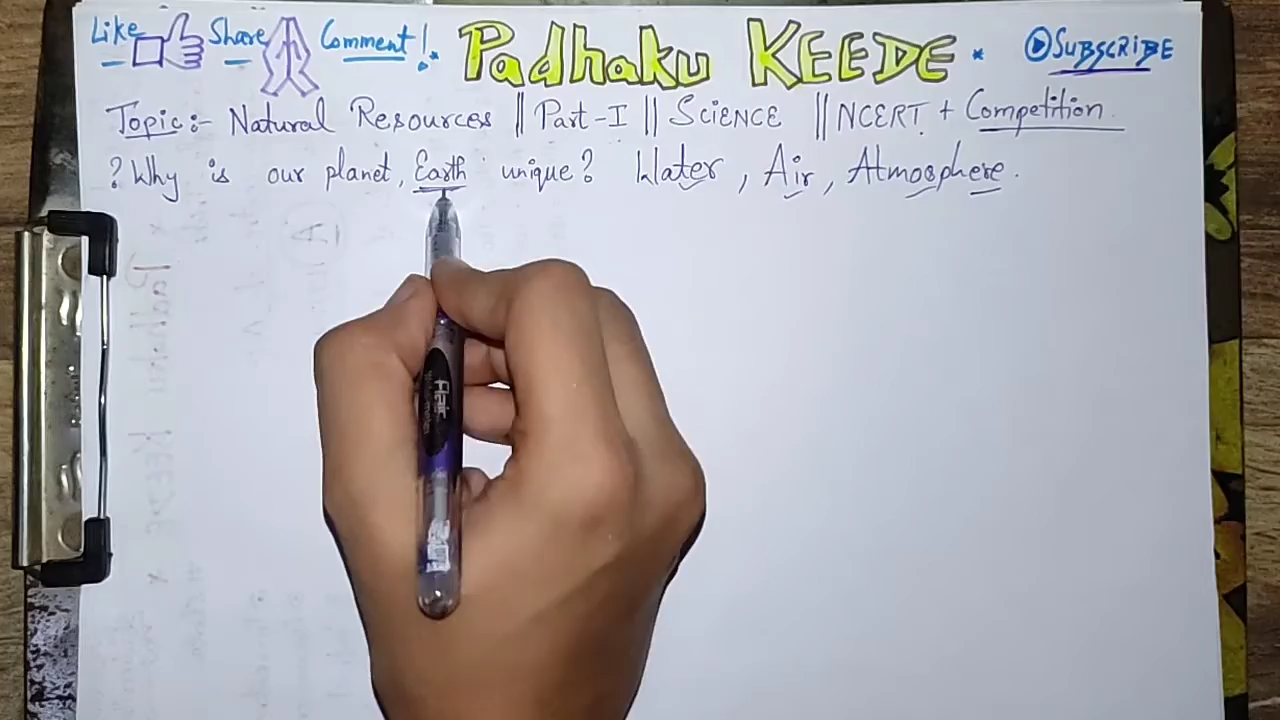 Like Share Comment! Padhaku KEEDE SUBSCRIBE
Topic:- Natural Resources || Part-I || SCIENCE || NCERT + Competition.
? Why is our planet, Earth unique? Water, Air, Atmosphere.
Flair